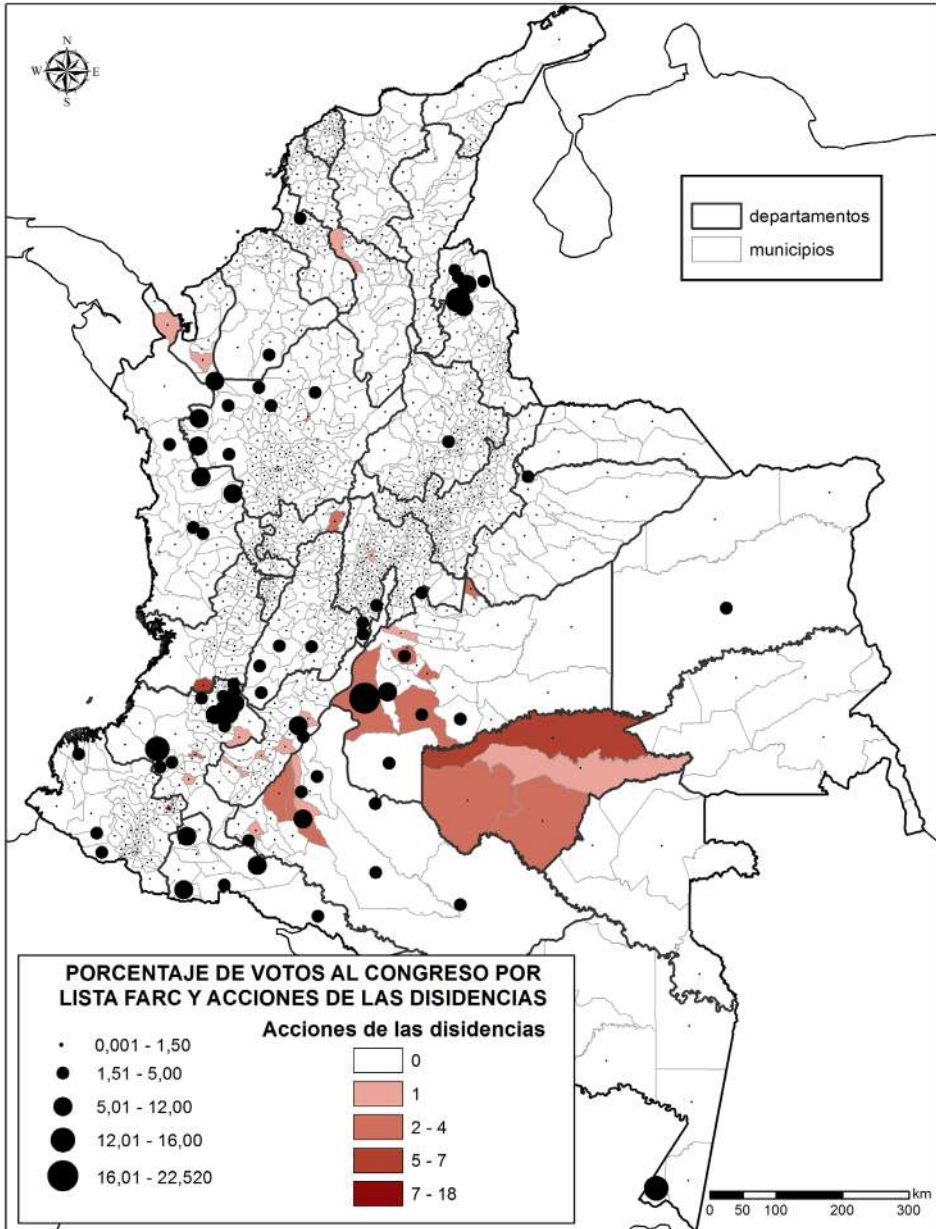 N
W E
S
departamentos
municipios
PORCENTAJE DE VOTOS AL CONGRESO POR
LISTA FARC Y ACCIONES DE LAS DISIDENCIAS
Acciones de las disidencias
0,001 - 1,50
1,51 - 5,00
5,01 - 12,00
12,01 - 16,00
16,01 - 22,520
0
1
2 - 4
5 - 7
7 - 18
km
0 50 100 200 300